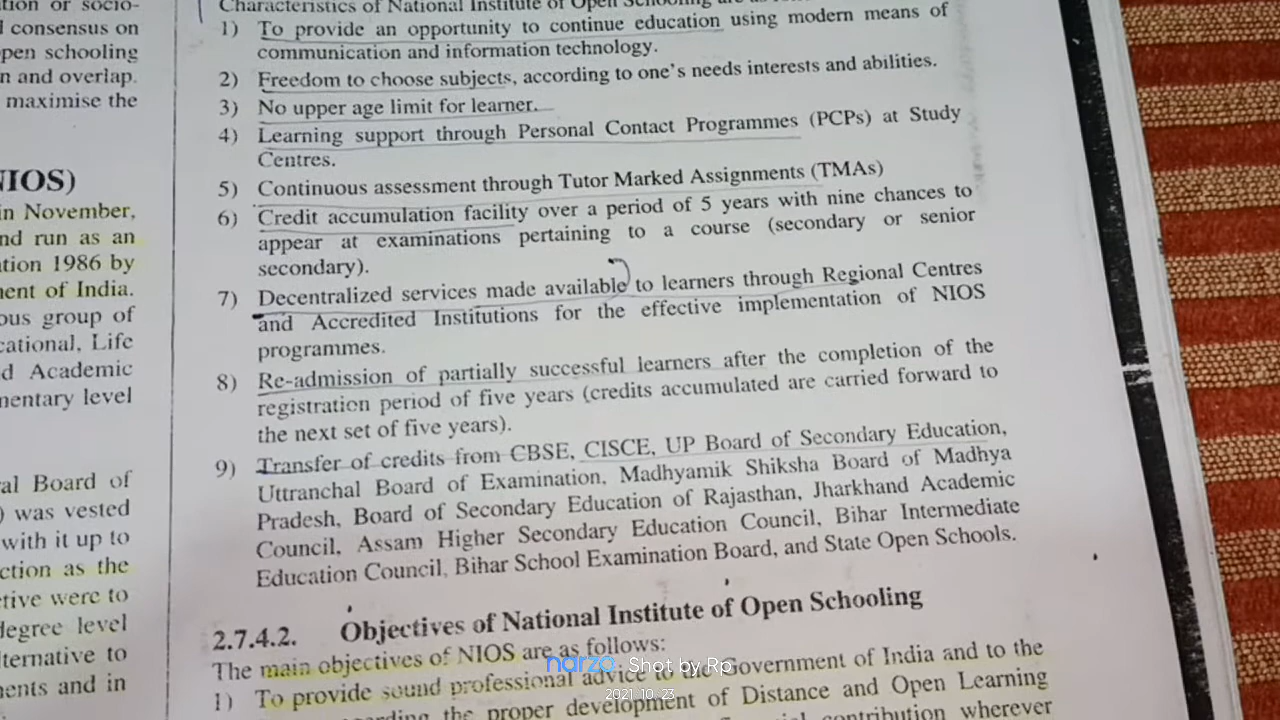 tion or socio-
consensus on
pen schooling
n and overlap.
maximise the
NIOS)
in November,
nd run as an
ation 1986 by
ment of India.
ous group of
cational, Life
d Academic
mentary level
al Board of
) was vested
with it up to
ction as the
ctive were to
degree level
lternative to
ments and in
Characteristics of National Institute of Open Schooling are as
1) To provide an opportunity to continue education using modern means of
communication and information technology.
2) Freedom to choose subjects, according to one's needs interests and abilities.
3) No upper age limit for learner.
4) Learning support through Personal Contact Programmes (PCPs) at Study
Centres.
5) Continuous assessment through Tutor Marked Assignments (TMAs)
6) Credit accumulation facility over a period of 5 years with nine chances to
appear at examinations pertaining to a course (secondary or senior
secondary).
7) Decentralized services made available to learners through Regional Centres
and Accredited Institutions for the effective implementation of NIOS
programmes.
8) Re-admission of partially successful learners after the completion of the
registration period of five years (credits accumulated are carried forward to
the next set of five years).
9) Transfer of credits from CBSE, CISCE, UP Board of Secondary Education,
Uttranchal Board of Examination, Madhyamik Shiksha Board of Madhya
Pradesh, Board of Secondary Education of Rajasthan, Jharkhand Academic
Council, Assam Higher Secondary Education Council, Bihar Intermediate
Education Council, Bihar School Examination Board, and State Open Schools.
2.7.4.2. Objectives of National Institute of Open Schooling
The main objectives of NIOS are as follows:
1) To provide sound professional advice to the Government of India and to the
the proper development of Distance and Open Learning
contribution wherever
narzo Shot by Rp
2021.10.23